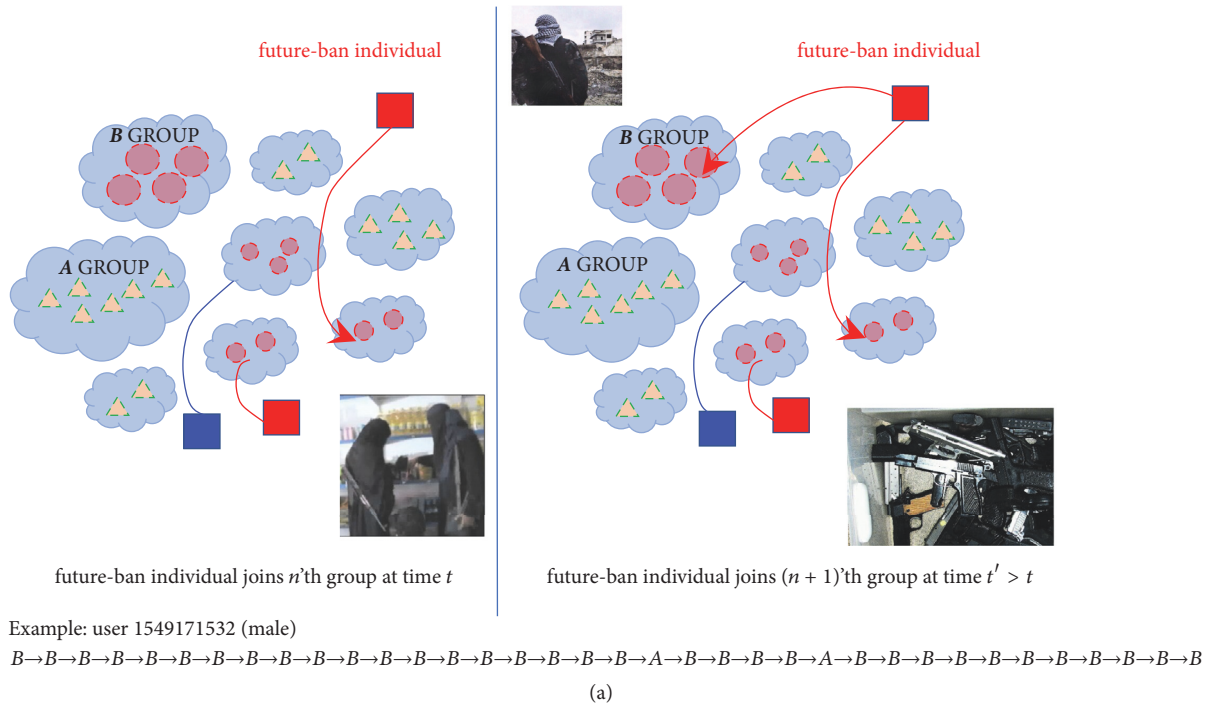 future-ban individual
B GROUP
A GROUP
future-ban individual joins n'th group at time t
future-ban individual
B GROUP
A GROUP
future-ban individual joins (n + 1)'th group at time t′ > t
Example: user 1549171532 (male)
B→B→B→B→B→B→B→B→B→B→B→B→B→B→B→B→B→B→B→A→B→B→B→B→A→B→B→B→B→B→B→B→B→B→B→B
(a)